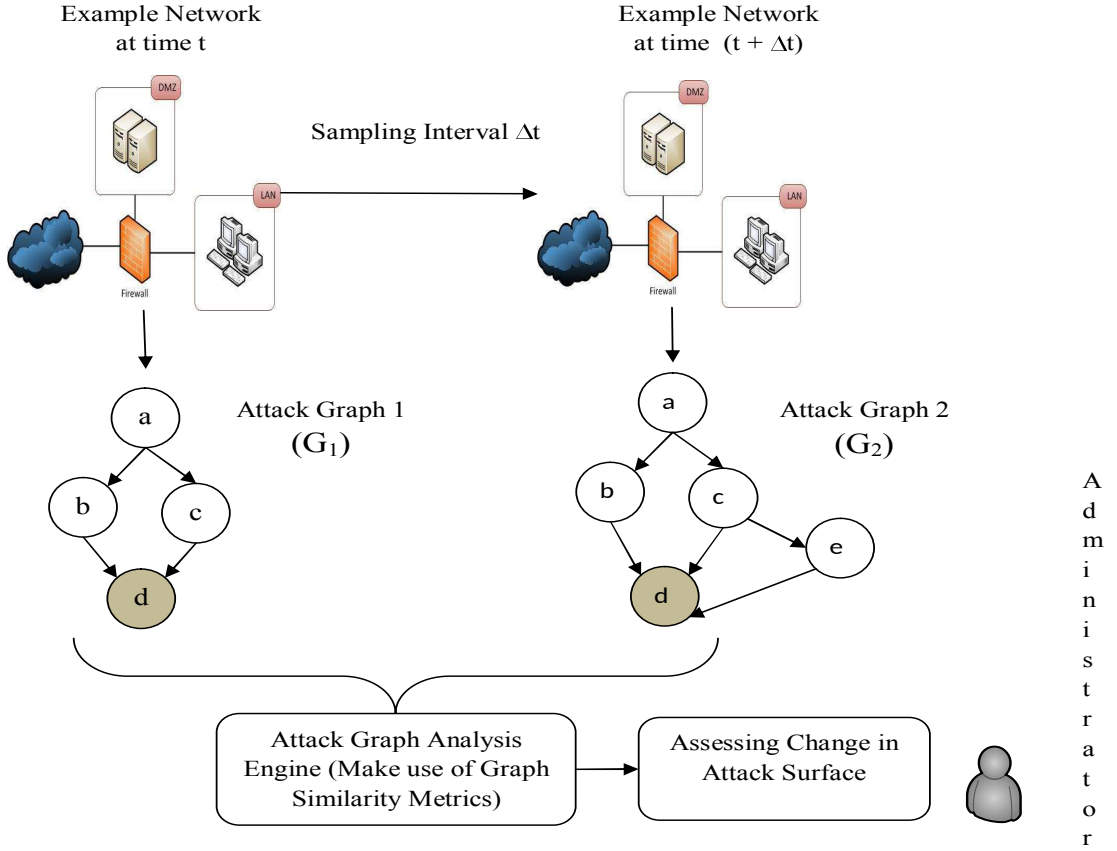 Example Network
at time t
Example Network
at time (t + Δt)
DMZ
DMZ
Sampling Interval Δt
LAN
LAN
Firewall
Firewall
a
Attack Graph 1
(G₁)
b
c
d
a
Attack Graph 2
(G₂)
b
c
e
d
Attack Graph Analysis
Engine (Make use of Graph
Similarity Metrics)
Assessing Change in
Attack Surface
A
d
m
i
n
i
s
t
r
a
t
o
r